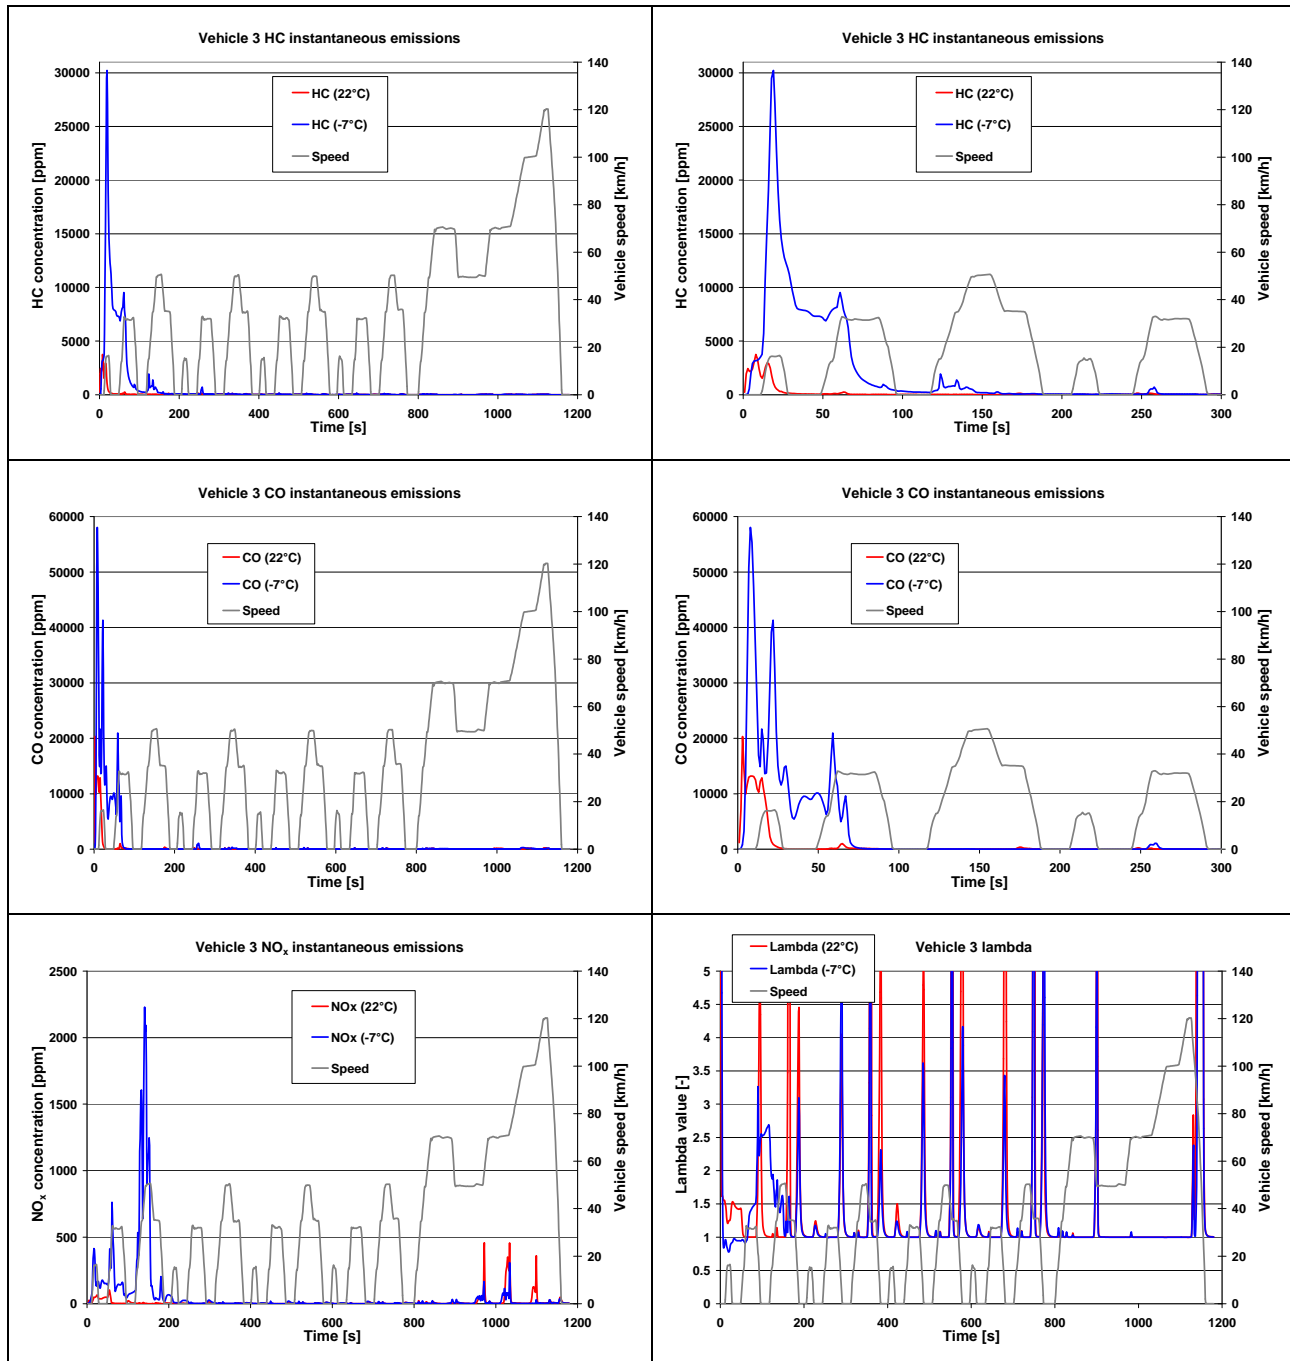 Vehicle 3 HC instantaneous emissions
HC (22°C)
HC (-7°C)
Speed
HC concentration [ppm]
30000
25000
20000
15000
10000
5000
0
140
120
100
80
60
40
20
0
Vehicle speed [km/h]
0 200 400 600 800 1000 1200
Time [s]
Vehicle 3 HC instantaneous emissions
HC (22°C)
HC (-7°C)
Speed
HC concentration [ppm]
30000
25000
20000
15000
10000
5000
0
140
120
100
80
60
40
20
0
Vehicle speed [km/h]
0 50 100 150 200 250 300
Time [s]
Vehicle 3 CO instantaneous emissions
CO (22°C)
CO (-7°C)
Speed
CO concentration [ppm]
60000
50000
40000
30000
20000
10000
0
140
120
100
80
60
40
20
0
Vehicle speed [km/h]
0 200 400 600 800 1000 1200
Time [s]
Vehicle 3 CO instantaneous emissions
CO (22°C)
CO (-7°C)
Speed
CO concentration [ppm]
60000
50000
40000
30000
20000
10000
0
140
120
100
80
60
40
20
0
Vehicle speed [km/h]
0 50 100 150 200 250 300
Time [s]
Vehicle 3 NOx instantaneous emissions
NOx (22°C)
NOx (-7°C)
Speed
NOx concentration [ppm]
2500
2000
1500
1000
500
0
140
120
100
80
60
40
20
0
Vehicle speed [km/h]
0 200 400 600 800 1000 1200
Time [s]
Vehicle 3 lambda
Lambda (22°C)
Lambda (-7°C)
Speed
Lambda value [-]
5
4.5
4
3.5
3
2.5
2
1.5
1
0.5
0
140
120
100
80
60
40
20
0
Vehicle speed [km/h]
0 200 400 600 800 1000 1200
Time [s]